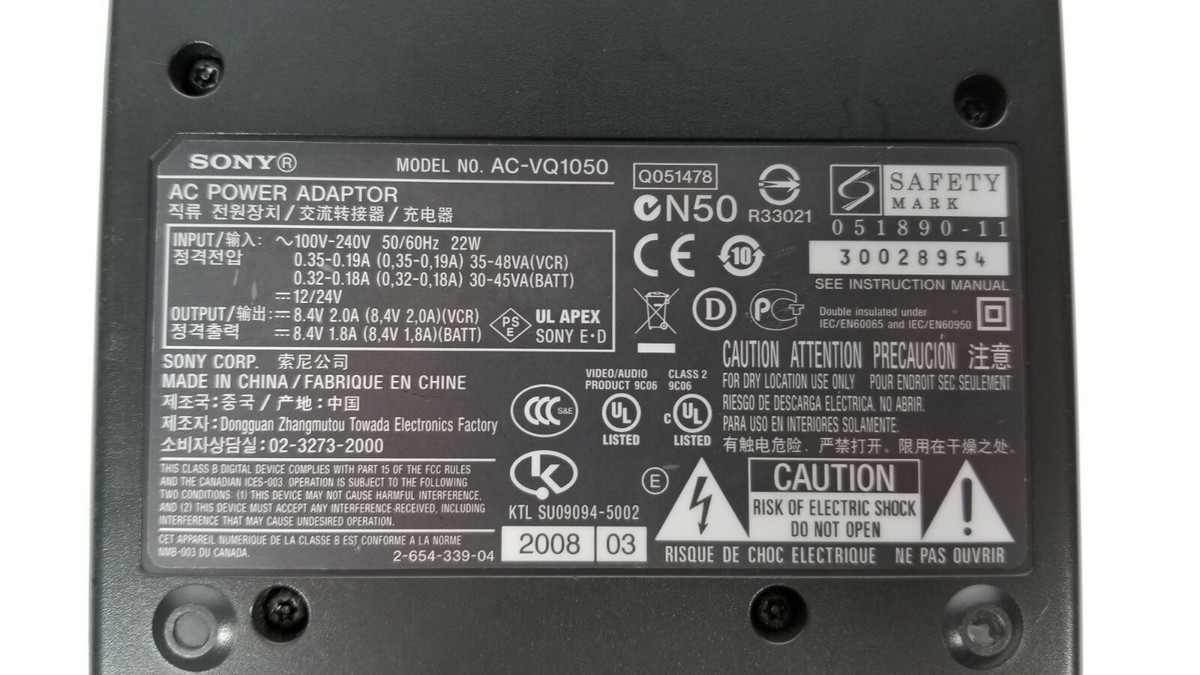 SONY® MODEL NO. AC-VQ1050
AC POWER ADAPTOR
직류 전원장치/交流转接器/充电器
INPUT/输入: ～100V-240V 50/60Hz 22W
정격전압 0.35-0.19A (0,35-0,19A) 35-48VA(VCR)
0.32-0.18A (0,32-0,18A) 30-45VA(BATT)
⎓12/24V
OUTPUT/输出:⎓8.4V 2.0A (8,4V 2,0A)(VCR)
정격출력 ⎓8.4V 1.8A (8,4V 1,8A)(BATT)
PS E
UL APEX
SONY E·D
SONY CORP. 索尼公司
MADE IN CHINA/FABRIQUE EN CHINE
제조국:중국/产地:中国
제조자:Dongguan Zhangmutou Towada Electronics Factory
소비자상담실:02-3273-2000
THIS CLASS B DIGITAL DEVICE COMPLIES WITH PART 15 OF THE FCC RULES
AND THE CANADIAN ICES-003. OPERATION IS SUBJECT TO THE FOLLOWING
TWO CONDITIONS: (1) THIS DEVICE MAY NOT CAUSE HARMFUL INTERFERENCE,
AND (2) THIS DEVICE MUST ACCEPT ANY INTERFERENCE-RECEIVED, INCLUDING
INTERFERENCE THAT MAY CAUSE UNDESIRED OPERATION.
CET APPAREIL NUMERIQUE DE LA CLASSE B EST CONFORME A LA NORME
NMB-003 DU CANADA.
2-654-339-04
Q051478
N50
R33021
SAFETY
MARK
051890-11
30028954
CE
10
SEE INSTRUCTION MANUAL
D
Double insulated under
IEC/EN60065 and IEC/EN60950
VIDEO/AUDIO
PRODUCT 9C06
CLASS 2
9C06
CCC S&E
UL
LISTED
c UL
LISTED
CAUTION ATTENTION PRECAUCIÓN 注意
FOR DRY LOCATION USE ONLY POUR ENDROIT SEC SEULEMENT
RIESGO DE DESCARGA ELÉCTRICA. NO ABRIR.
PARA USO EN INTERIORES SOLAMENTE.
有触电危险、严禁打开。限用在干燥之处。
KTL SU09094-5002
E
2008 03
CAUTION
RISK OF ELECTRIC SHOCK
DO NOT OPEN
RISQUE DE CHOC ELECTRIQUE NE PAS OUVRIR